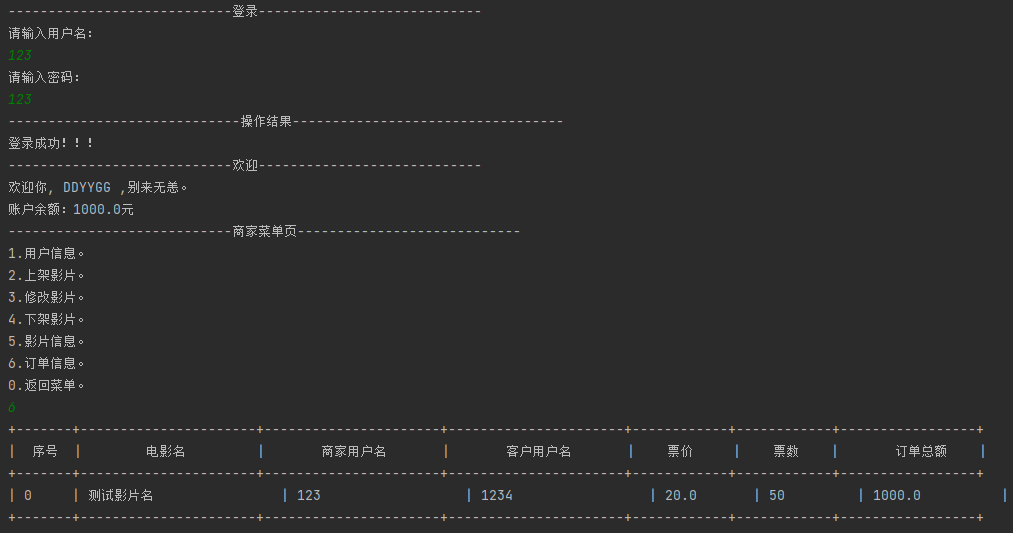 ----------------------------登录----------------------------
请输入用户名：
123
请输入密码：
123
-----------------------------操作结果----------------------------------
登录成功！！！
----------------------------欢迎----------------------------
欢迎你, DDYYGG ,别来无恙。
账户余额：1000.0元
----------------------------商家菜单页----------------------------
1.用户信息。
2.上架影片。
3.修改影片。
4.下架影片。
5.影片信息。
6.订单信息。
0.返回菜单。
6
+-------+----------------------+----------------------+----------------------+------------+------------+-----------------+
| 序号 | 电影名 | 商家用户名 | 客户用户名 | 票价 | 票数 | 订单总额 |
+-------+----------------------+----------------------+----------------------+------------+------------+-----------------+
| 0 | 测试影片名 | 123 | 1234 | 20.0 | 50 | 1000.0 |
+-------+----------------------+----------------------+----------------------+------------+------------+-----------------+